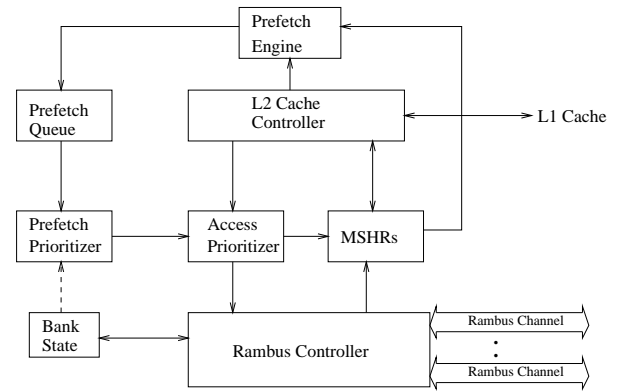 Prefetch
Engine
Prefetch
Queue
L2 Cache
Controller
L1 Cache
Prefetch
Prioritizer
Access
Prioritizer
MSHRs
Bank
State
Rambus Controller
Rambus Channel
Rambus Channel